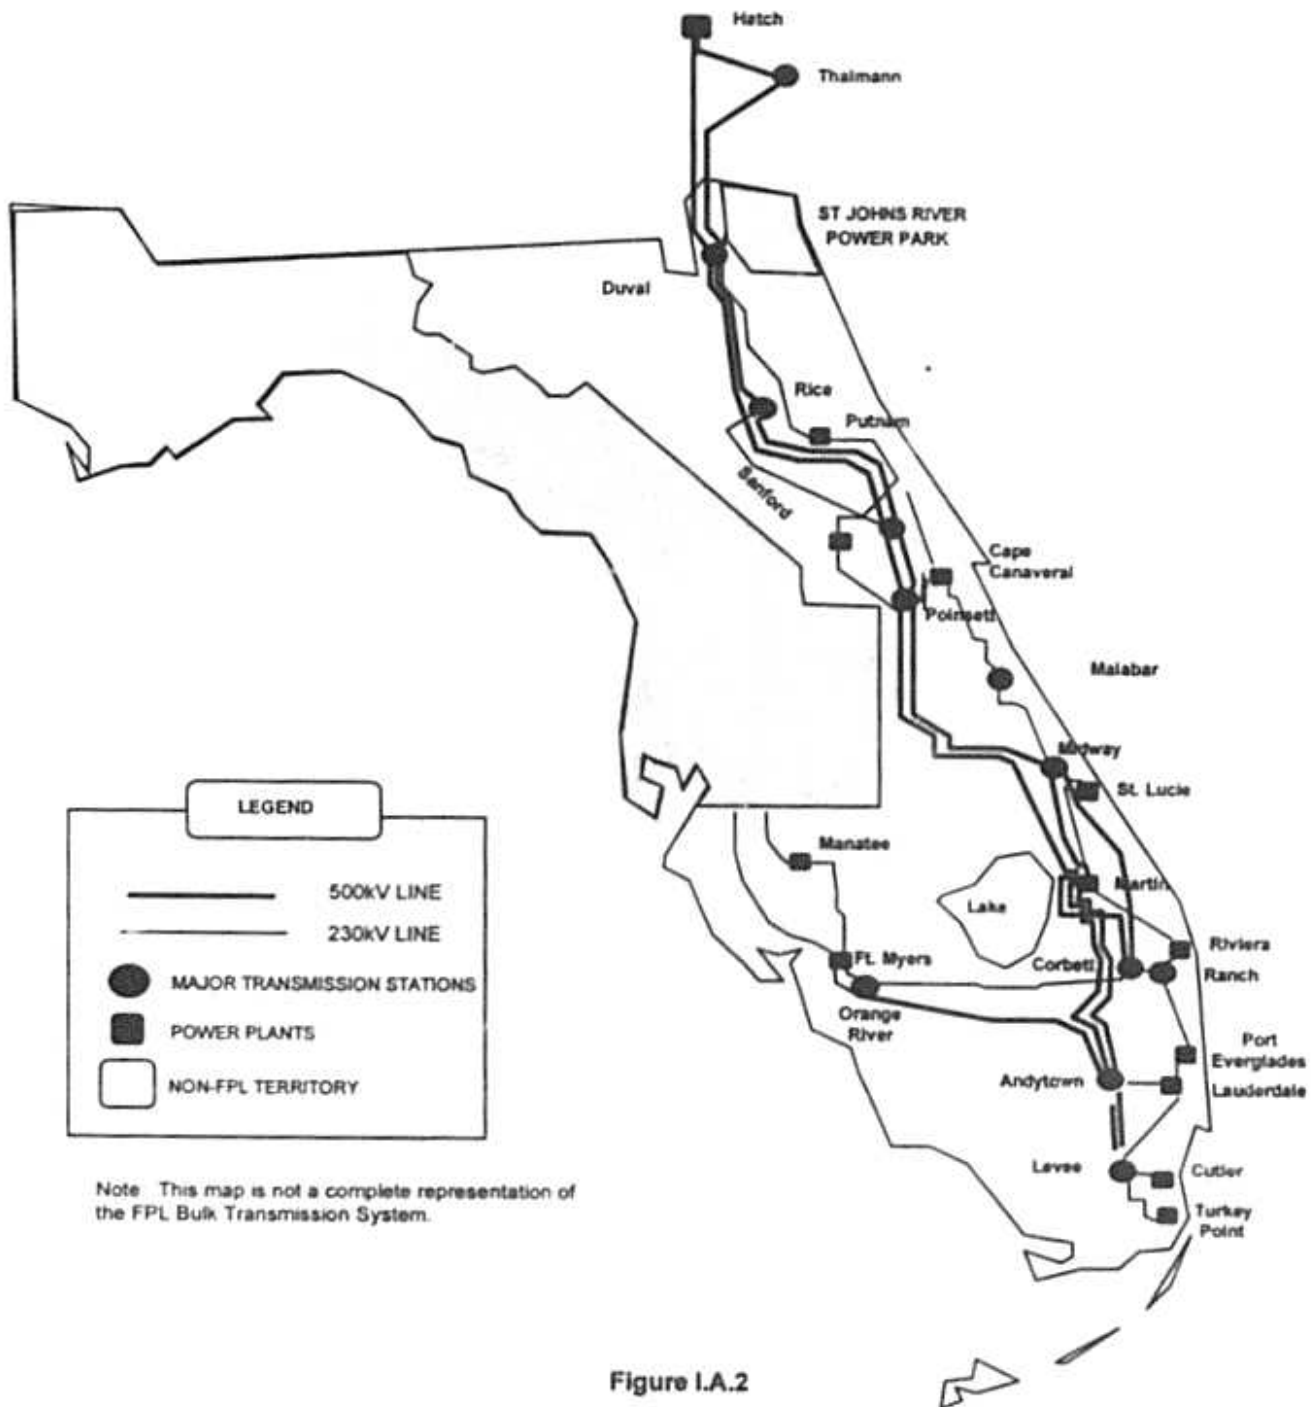 Hatch
Thalmann
ST JOHNS RIVER
POWER PARK
Duval
Rice
Putnam
Sanford
Cape
Canaveral
Poinsett
Malabar
Midway
St. Lucie
Manatee
Martin
Lake
Riviera
Ft. Myers
Corbett
Ranch
Orange
River
Port
Everglades
Andytown
Lauderdale
Levee
Cutler
Turkey
Point
LEGEND
500kV LINE
230kV LINE
MAJOR TRANSMISSION STATIONS
POWER PLANTS
NON-FPL TERRITORY
Note This map is not a complete representation of
the FPL Bulk Transmission System.
Figure I.A.2